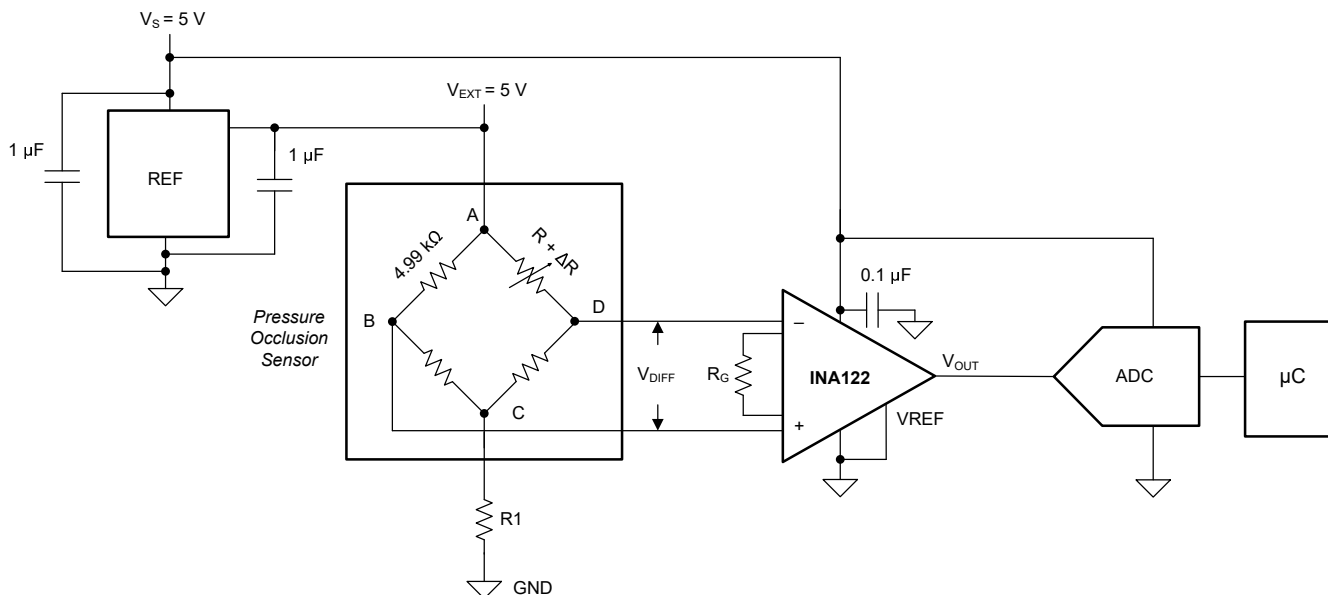 V_S = 5 V
V_EXT = 5 V
1 µF
1 µF
REF
A
4.99 kΩ
R + ΔR
0.1 µF
B
D
Pressure
Occlusion
Sensor
V_DIFF
R_G
–
INA122
V_OUT
ADC
µC
C
+
VREF
R1
GND